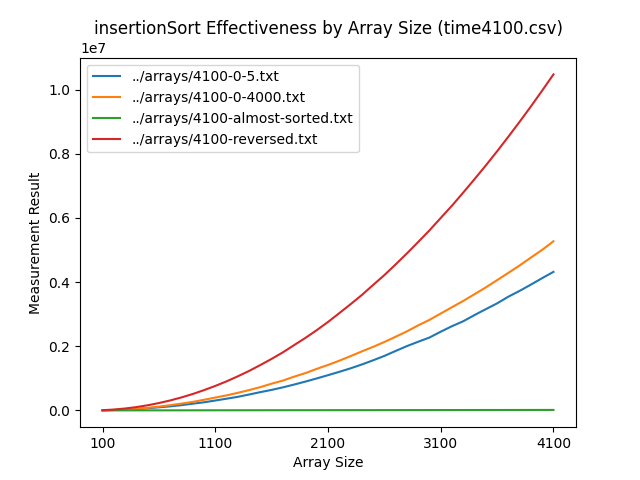 insertionSort Effectiveness by Array Size (time4100.csv)
1e7
../arrays/4100-0-5.txt
../arrays/4100-0-4000.txt
../arrays/4100-almost-sorted.txt
../arrays/4100-reversed.txt
1.0
0.8
0.6
0.4
0.2
0.0
Measurement Result
100 1100 2100 3100 4100
Array Size